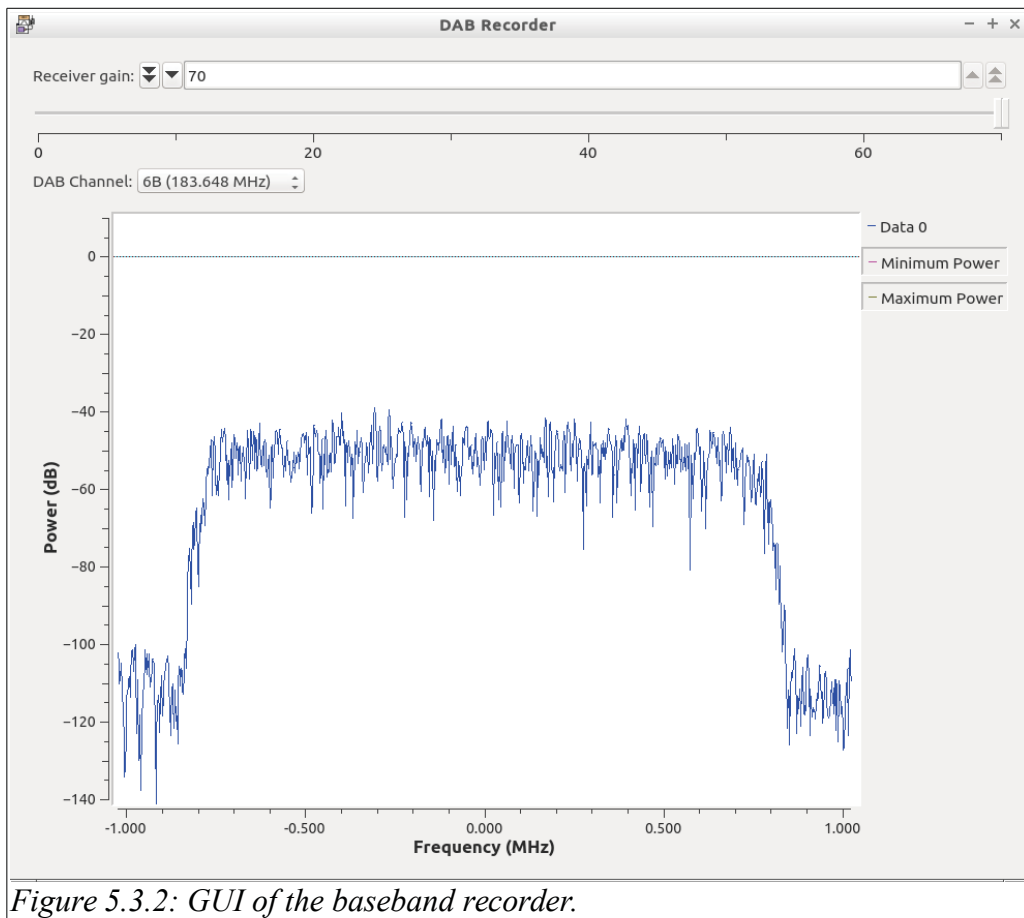 DAB Recorder
Receiver gain: 70
0 20 40 60
DAB Channel: 6B (183.648 MHz)
Data 0
Minimum Power
Maximum Power
0
−20
−40
−60
−80
−100
−120
−140
Power (dB)
-1.000 -0.500 0.000 0.500 1.000
Frequency (MHz)
Figure 5.3.2: GUI of the baseband recorder.